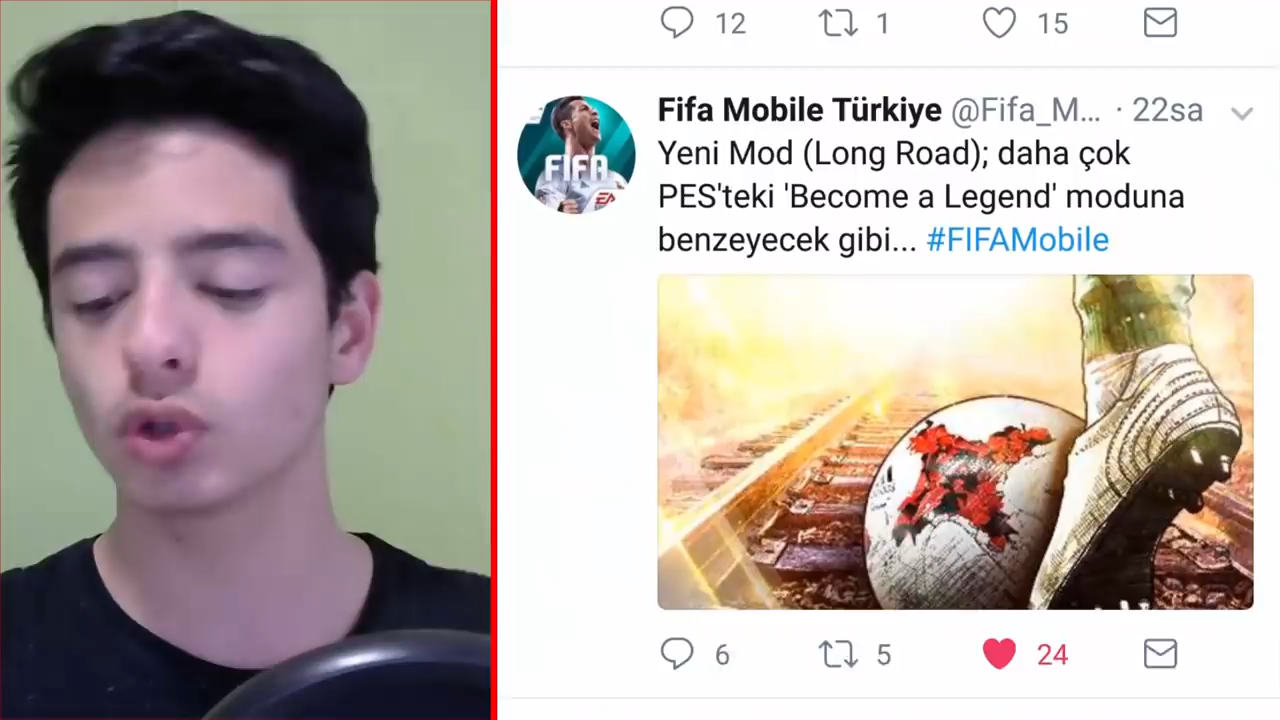 12 1 15
Fifa Mobile Türkiye @Fifa_M... · 22sa
FIFA
EA
Yeni Mod (Long Road); daha çok
PES'teki 'Become a Legend' moduna
benzeyecek gibi... #FIFAMobile
6 5 24